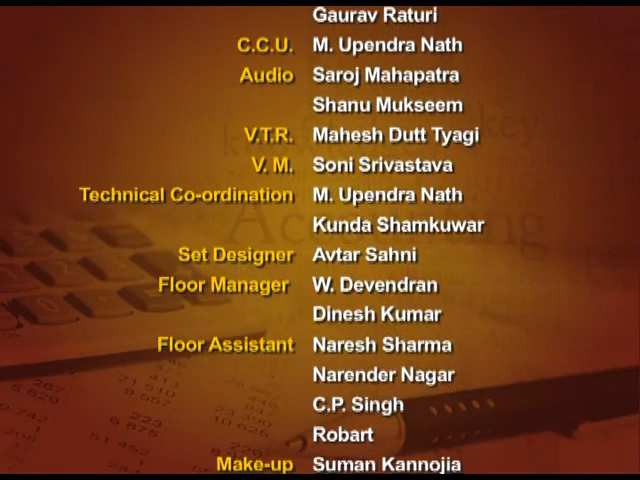 Gaurav Raturi
C.C.U. M. Upendra Nath
Audio Saroj Mahapatra
Shanu Mukseem
V.T.R. Mahesh Dutt Tyagi
V. M. Soni Srivastava
Technical Co-ordination M. Upendra Nath
Kunda Shamkuwar
Set Designer Avtar Sahni
Floor Manager W. Devendran
Dinesh Kumar
Floor Assistant Naresh Sharma
Narender Nagar
C.P. Singh
Robart
Make-up Suman Kannojia